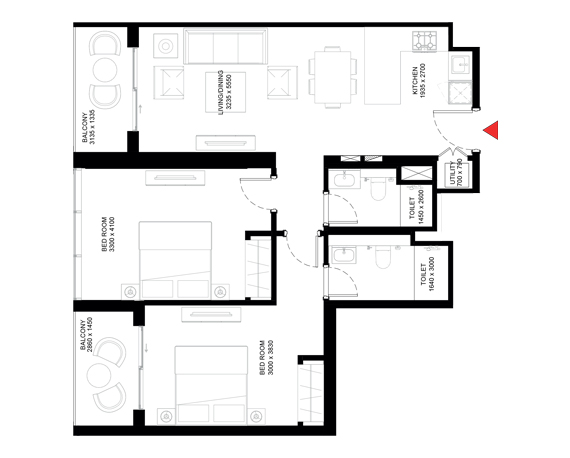 BALCONY
3135 x 1335
LIVING/DINING
3235 x 5550
KITCHEN
1935 x 2700
UTILITY
700 x 790
BED ROOM
3300 x 4100
TOILET
1450 x 2600
TOILET
1640 x 3000
BALCONY
2860 x 1450
BED ROOM
3000 x 3830